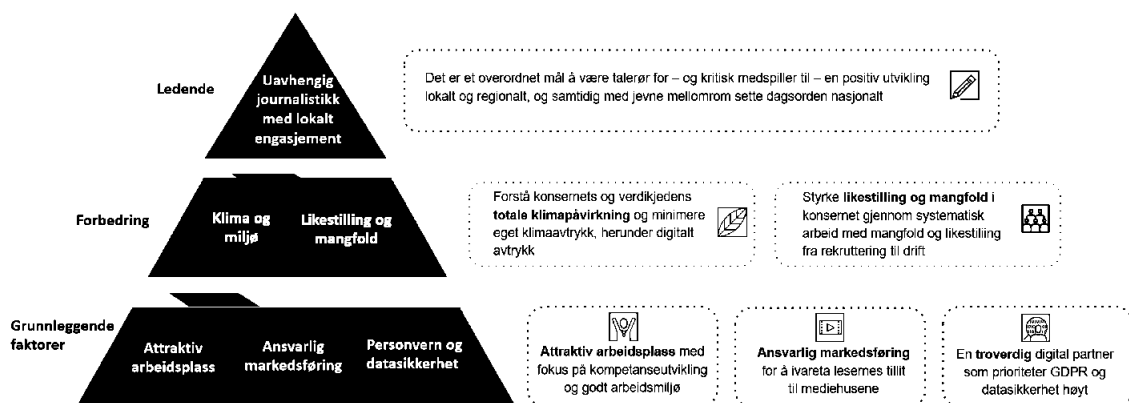 Ledende
Uavhengig
journalistikk
med lokalt
engasjement
Det er et overordnet mål å være talerør for – og kritisk medspiller til – en positiv utvikling
lokalt og regionalt, og samtidig med jevne mellomrom sette dagsorden nasjonalt
Forbedring
Klima og
miljø
Likestilling og
mangfold
Forstå konsernets og verdikjedens
totale klimapåvirkning og minimere
eget klimaavtrykk, herunder digitalt
avtrykk
Styrke likestilling og mangfold i
konsernet gjennom systematisk
arbeid med mangfold og likestilling
fra rekruttering til drift
Grunnleggende
faktorer
Attraktiv
arbeidsplass
Ansvarlig
markedsføring
Personvern og
datasikkerhet
Attraktiv arbeidsplass med
fokus på kompetanseutvikling
og godt arbeidsmiljø
Ansvarlig markedsføring
for å ivareta lesernes tillit
til mediehusene
En troverdig digital partner
som prioriteter GDPR og
datasikkerhet høyt